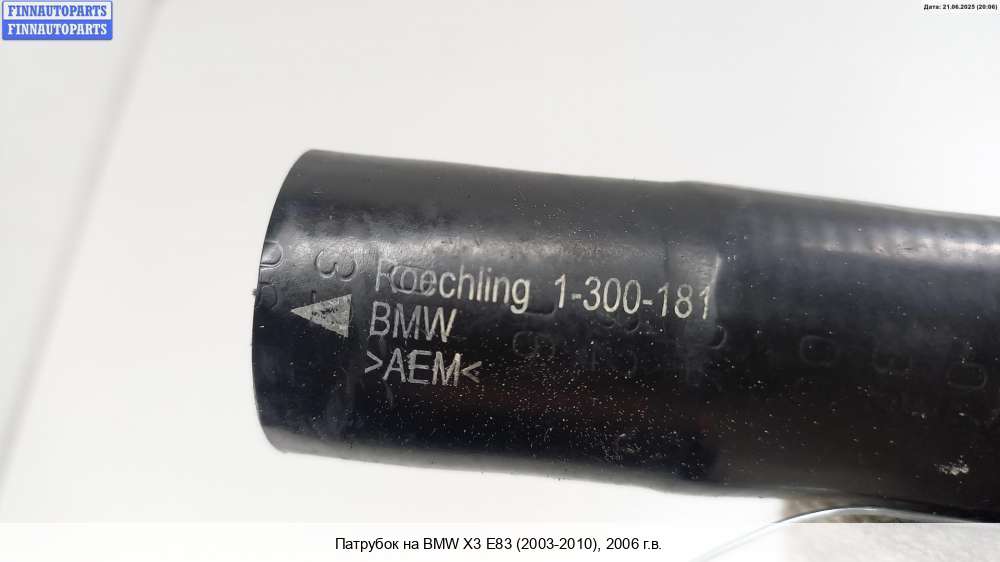 FINNAUTOPARTS
FINNAUTOPARTS
Дата: 21.06.2025 (20:06)
Roechling 1-300-181
BMW
>AEM<
Патрубок на BMW X3 E83 (2003-2010), 2006 г.в.